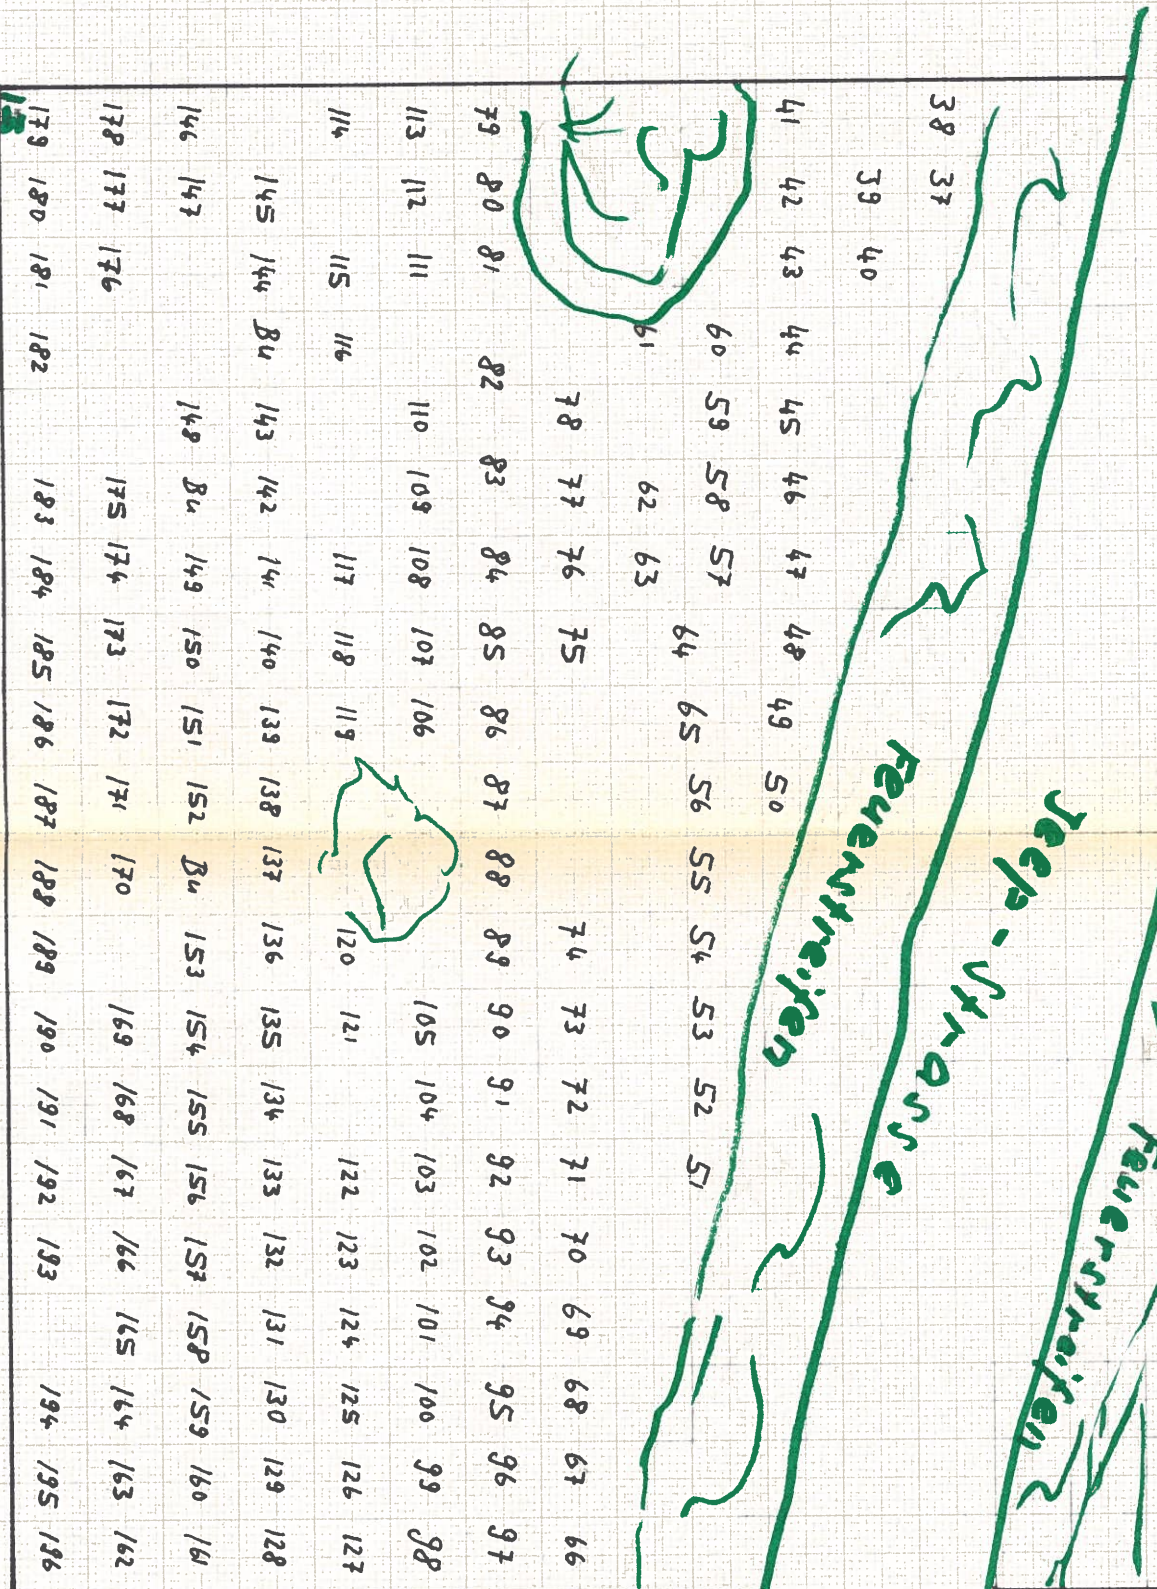 Feuerstreifen
Jeep-Strasse
Feuerstreifen
38 37
39 40
41 42 43 44 45 46 47 48 49 50
60 59 58 57 64 65 56 55 54 53 52 51
61 62 63
78 77 76 75 74 73 72 71 70 69 68 67 66
79 80 81 82 83 84 85 86 87 88 89 90 91 92 93 94 95 96 97
113 112 111 110 109 108 107 106 105 104 103 102 101 100 99 98
114 115 116 117 118 119 120 121 122 123 124 125 126 127
145 144 Bu 143 142 141 140 139 138 137 136 135 134 133 132 131 130 129 128
146 147 148 Bu 149 150 151 152 Bu 153 154 155 156 157 158 159 160 161
178 177 176 175 174 173 172 171 170 169 168 167 166 165 164 163 162
179 180 181 182 183 184 185 186 187 188 189 190 191 192 193 194 195 196